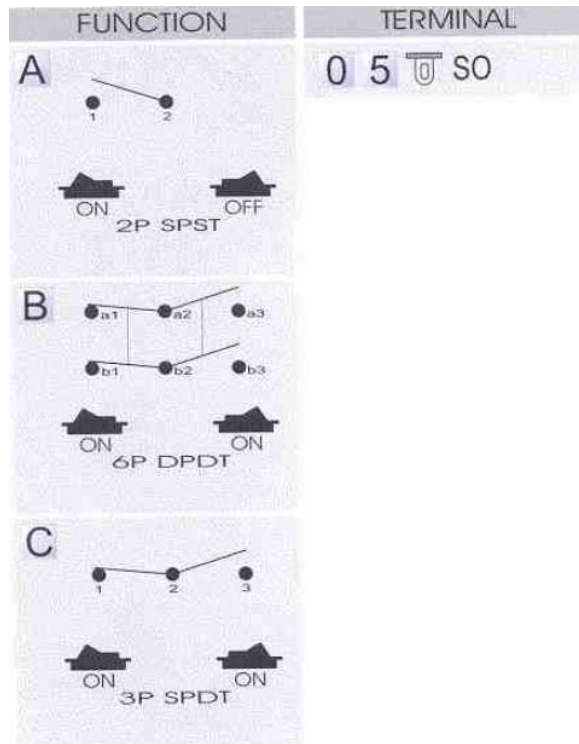 FUNCTION
TERMINAL
A
1 2
ON OFF
2P SPST
0 5 SO
B
a1 a2 a3
b1 b2 b3
ON ON
6P DPDT
C
1 2 3
ON ON
3P SPDT